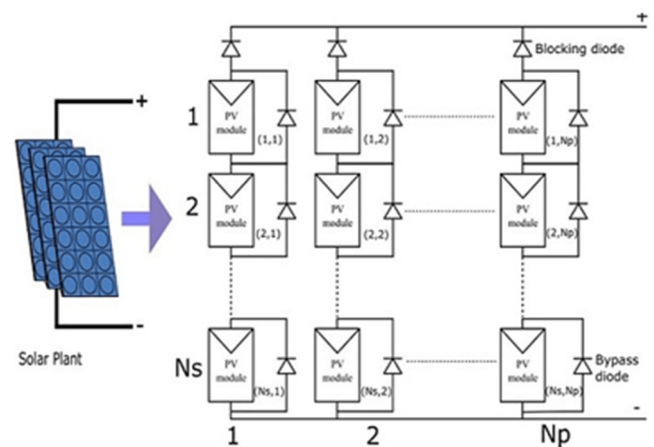 +
Blocking diode
+
1
PV
module
(1,1)
PV
module
(1,2)
PV
module
(1,Np)
2
PV
module
(2,1)
PV
module
(2,2)
PV
module
(2,Np)
-
Solar Plant
Ns
PV
module
(Ns,1)
PV
module
(Ns,2)
PV
module
(Ns,Np)
Bypass
diode
-
1
2
Np